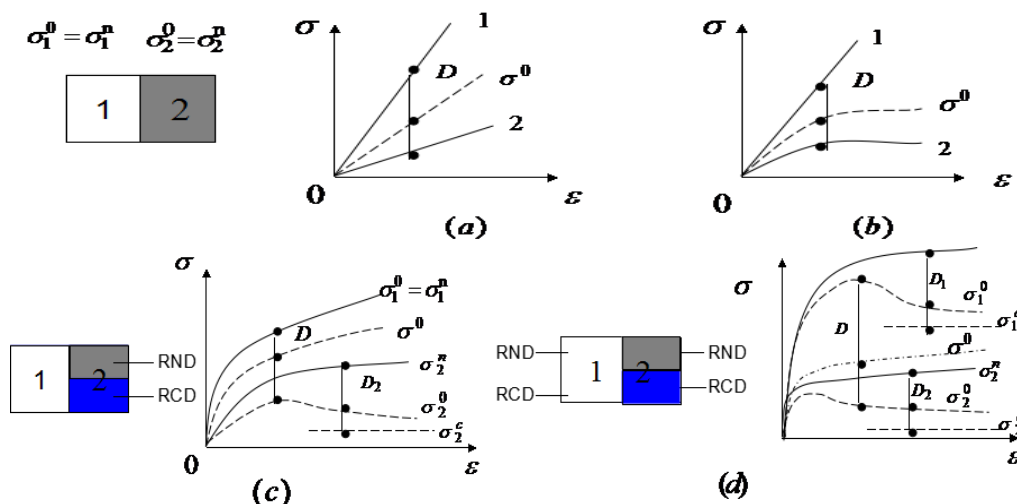 σ₁⁰ = σ₁ⁿ σ₂⁰ = σ₂ⁿ
1 2
σ
1
D
σ⁰
2
0
ε
(a)
σ
1
D
σ⁰
2
0
ε
(b)
σ
σ₁⁰ = σ₁ⁿ
D
σ⁰
σ₂ⁿ
D₂
σ₂⁰
σ₂ᶜ
0
ε
1 2
RND
RCD
(c)
σ
D₁
σ₁⁰
σ₁ᶜ
D
σ⁰
σ₂ⁿ
D₂
σ₂⁰
σ₂ᶜ
ε
RND RND
1 2
RCD RCD
(d)